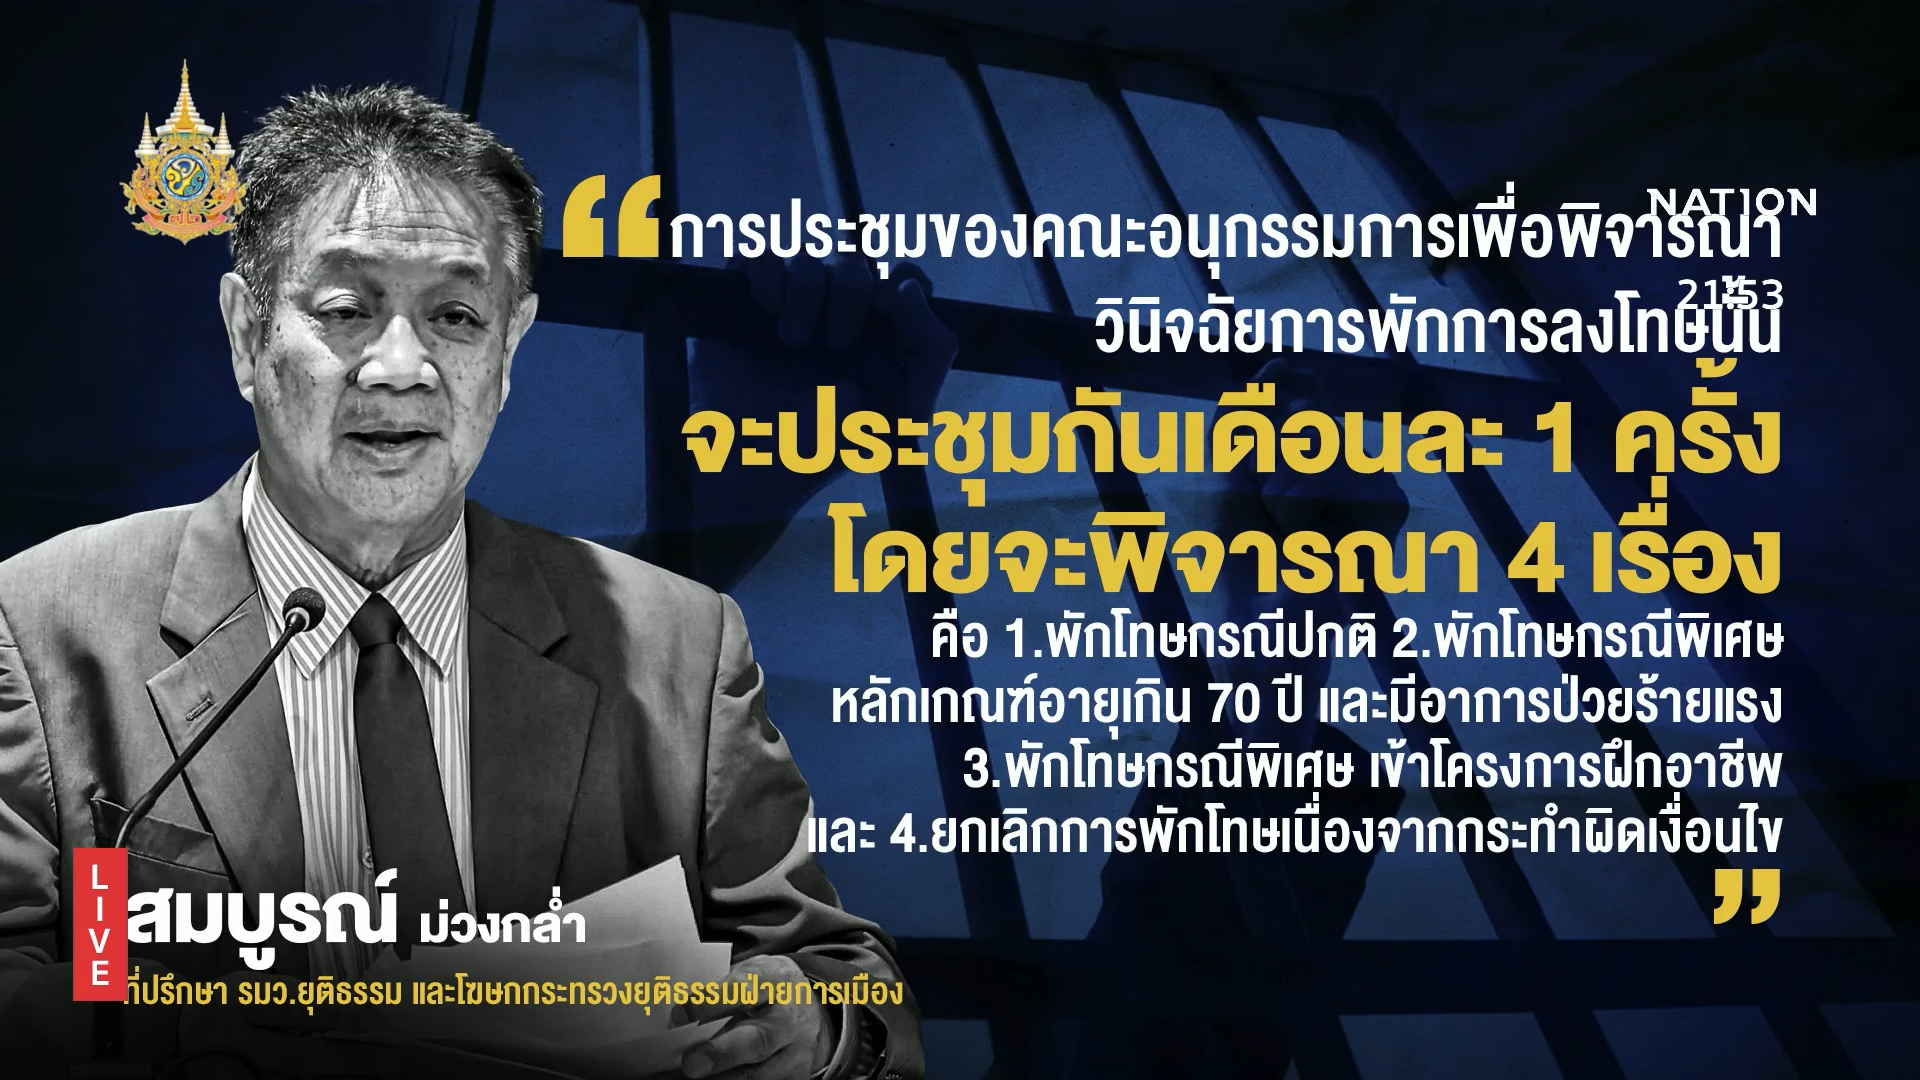 NATION
21:53
“การประชุมของคณะอนุกรรมการเพื่อพิจารณา
วินิจฉัยการพักการลงโทษนั้น
จะประชุมกันเดือนละ 1 ครั้ง
โดยจะพิจารณา 4 เรื่อง
คือ 1.พักโทษกรณีปกติ 2.พักโทษกรณีพิเศษ
หลักเกณฑ์อายุเกิน 70 ปี และมีอาการป่วยร้ายแรง
3.พักโทษกรณีพิเศษ เข้าโครงการฝึกอาชีพ
และ 4.ยกเลิกการพักโทษเนื่องจากกระทำผิดเงื่อนไข
”
LIVE
สมบูรณ์ ม่วงกล่ำ
ที่ปรึกษา รมว.ยุติธรรม และโฆษกกระทรวงยุติธรรมฝ่ายการเมือง